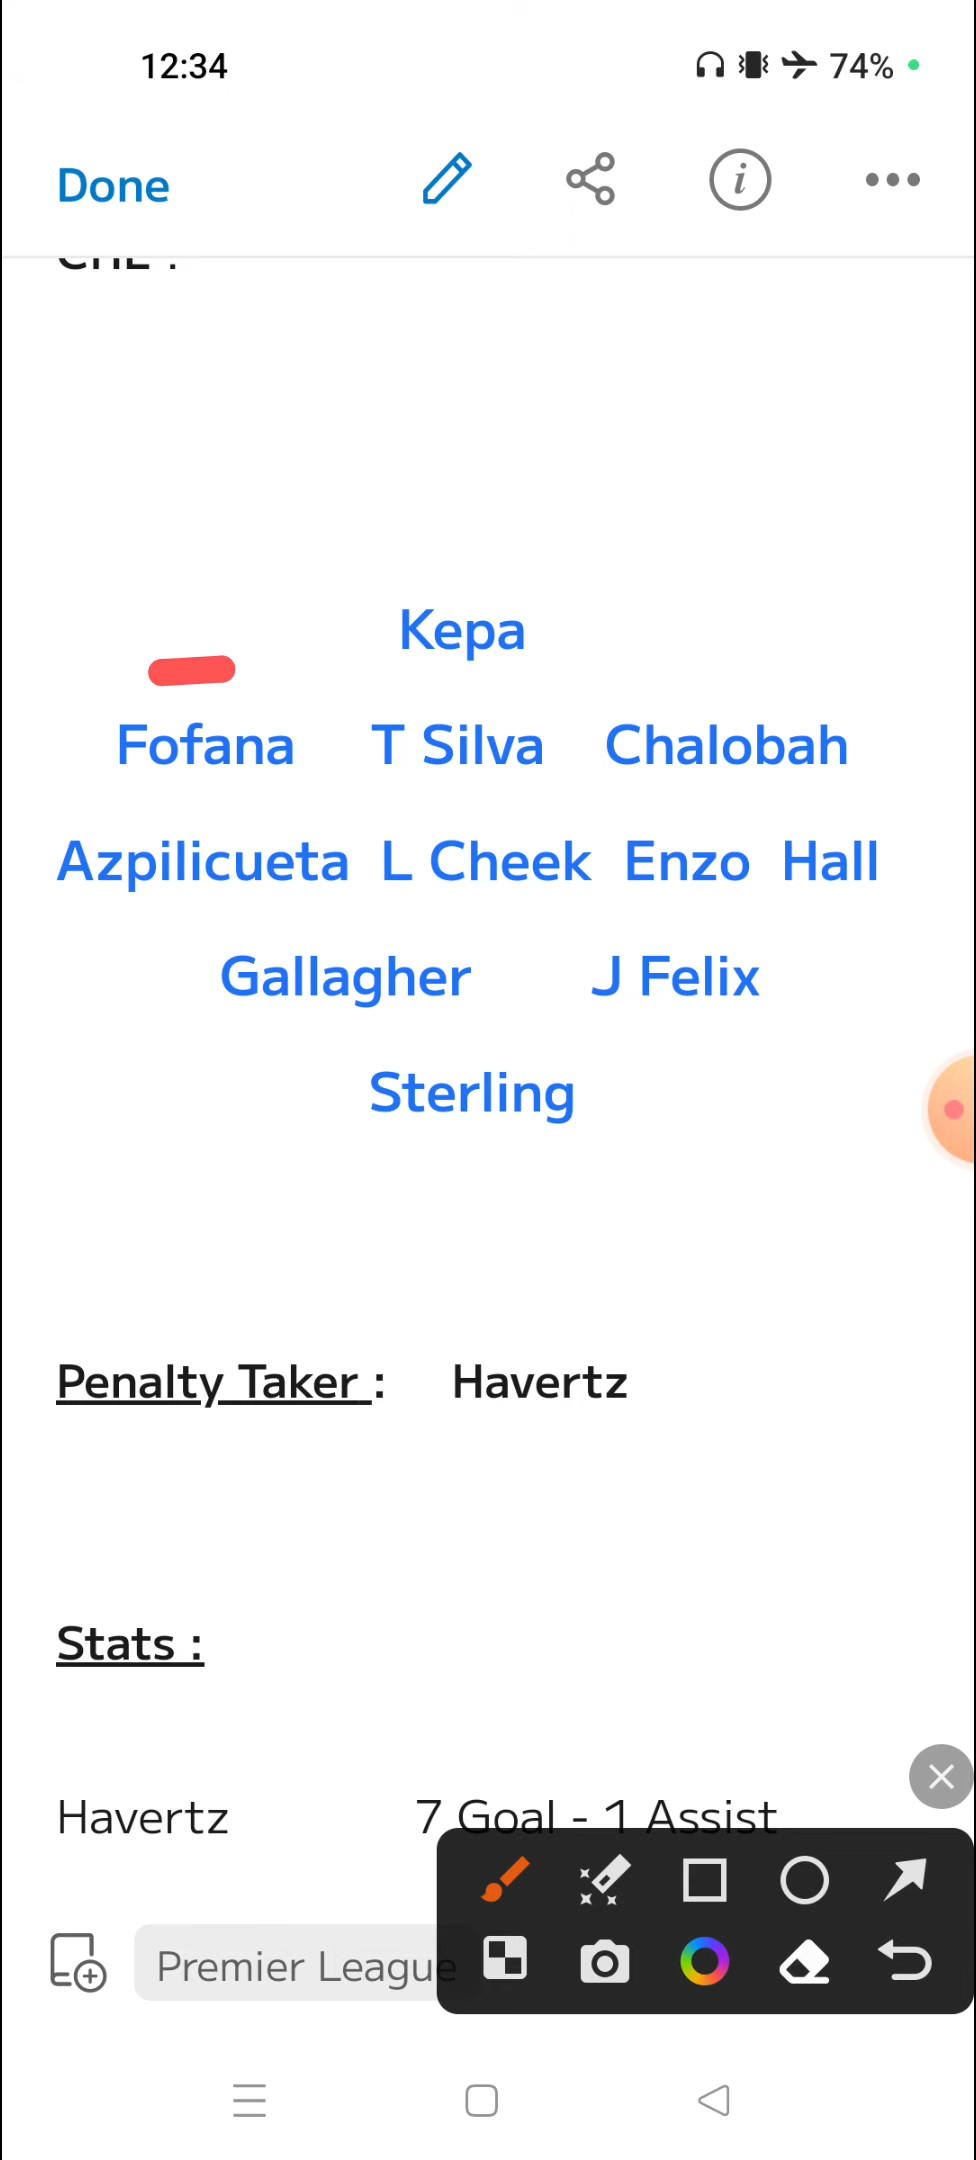 12:34 74%
Done
CHE :
Kepa
Fofana T Silva Chalobah
Azpilicueta L Cheek Enzo Hall
Gallagher J Felix
Sterling
Penalty Taker : Havertz
Stats :
Havertz 7 Goal - 1 Assist
Premier League